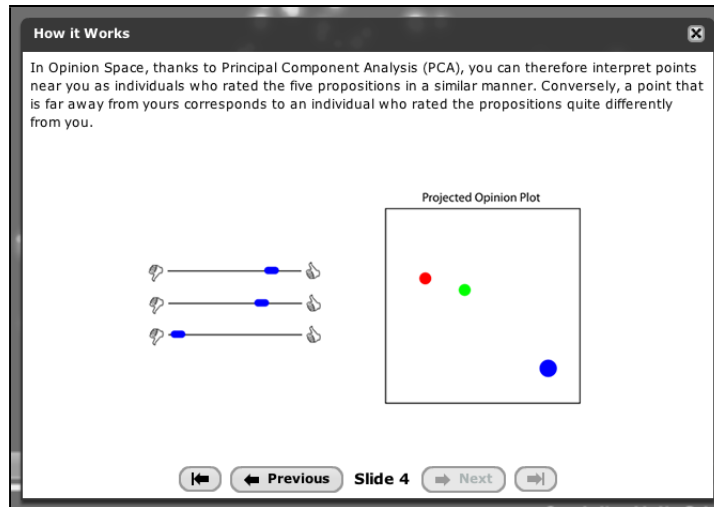 How it Works
In Opinion Space, thanks to Principal Component Analysis (PCA), you can therefore interpret points
near you as individuals who rated the five propositions in a similar manner. Conversely, a point that
is far away from yours corresponds to an individual who rated the propositions quite differently
from you.
Projected Opinion Plot
Previous Slide 4 Next